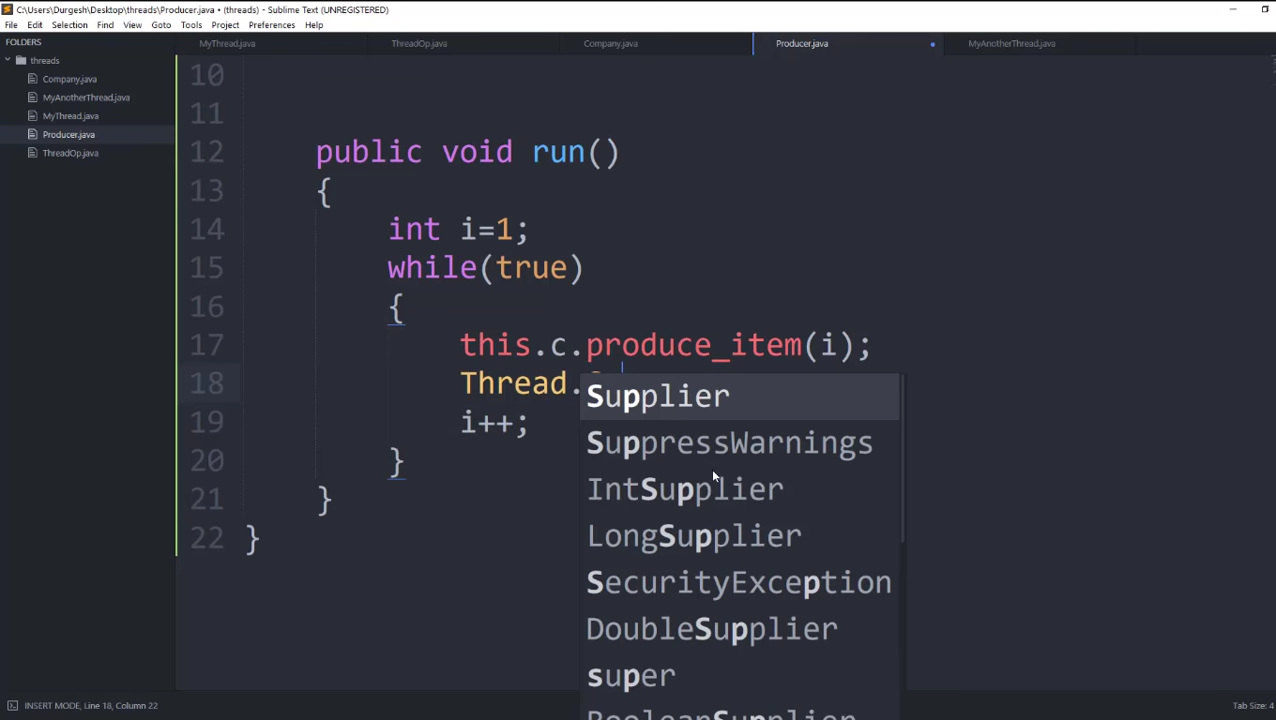 C:\Users\Durgesh\Desktop\threads\Producer.java • (threads) - Sublime Text (UNREGISTERED)
File Edit Selection Find View Goto Tools Project Preferences Help
FOLDERS
threads
Company.java
MyAnotherThread.java
MyThread.java
Producer.java
ThreadOp.java
MyThread.java ThreadOp.java Company.java Producer.java MyAnotherThread.java
10
11
12 public void run()
13 {
14 int i=1;
15 while(true)
16 {
17 this.c.produce_item(i);
18 Thread.
19 i++;
20 }
21 }
22 }
Supplier
SuppressWarnings
IntSupplier
LongSupplier
SecurityException
DoubleSupplier
super
BooleanSupplier
INSERT MODE, Line 18, Column 22
Tab Size: 4